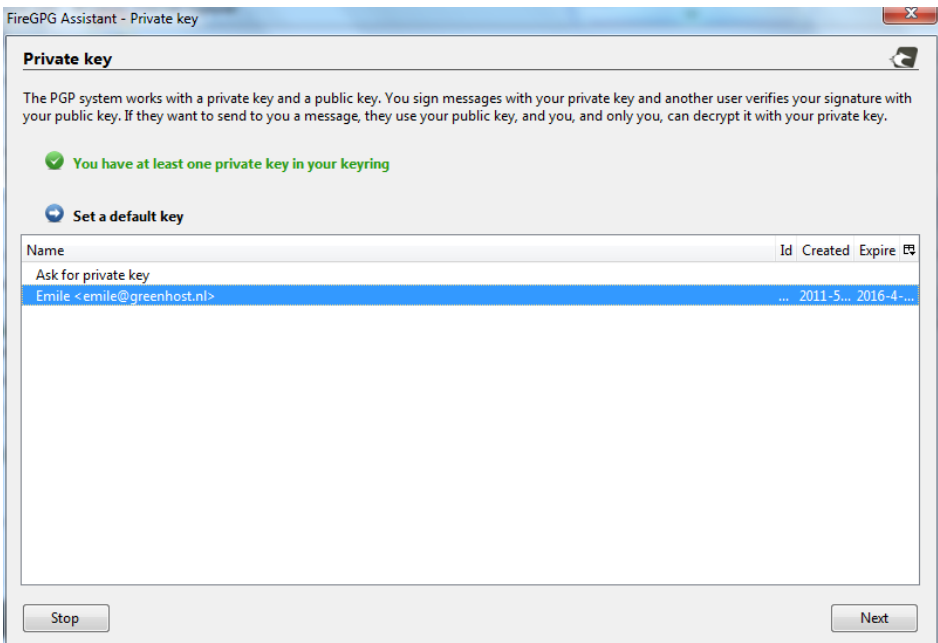 FireGPG Assistant - Private key
Private key
The PGP system works with a private key and a public key. You sign messages with your private key and another user verifies your signature with
your public key. If they want to send to you a message, they use your public key, and you, and only you, can decrypt it with your private key.
You have at least one private key in your keyring
Set a default key
Name Id Created Expire
Ask for private key
Emile <emile@greenhost.nl> ... 2011-5... 2016-4-...
Stop Next